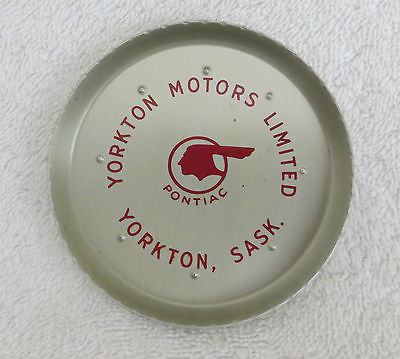 YORKTON MOTORS LIMITED
PONTIAC
YORKTON, SASK.